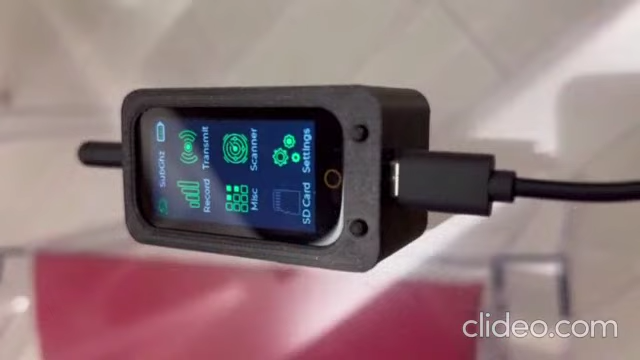 SubGhz
Record Transmit
Misc Scanner
SD Card Settings
clideo.com